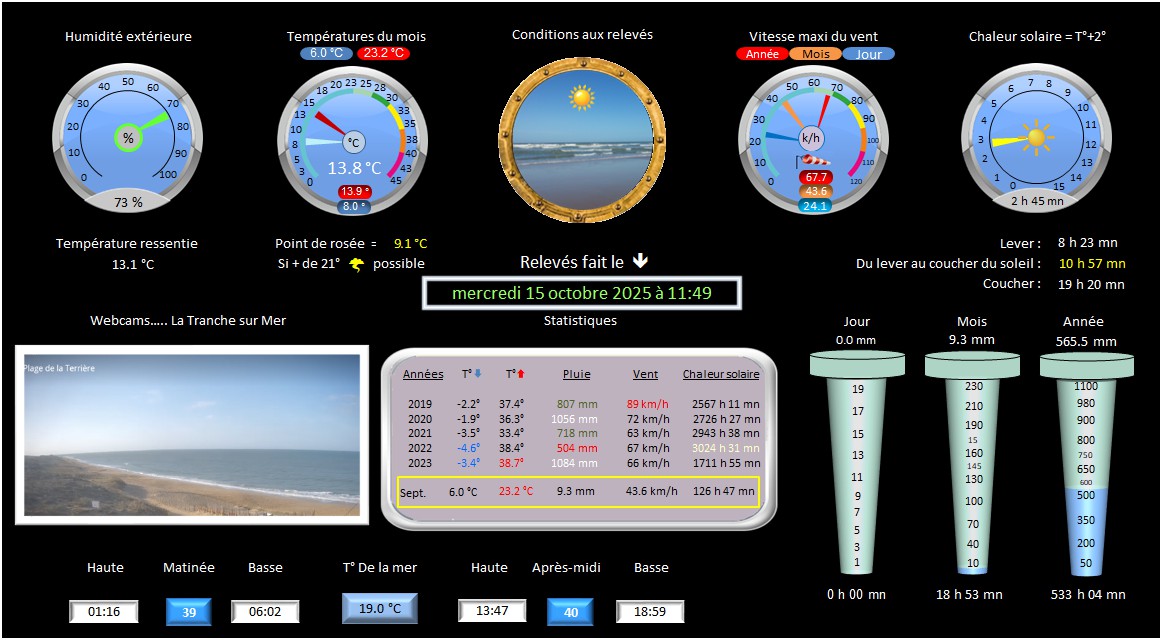 Humidité extérieure
Températures du mois
6.0 °C 23.2 °C
Conditions aux relevés
Vitesse maxi du vent
Année Mois Jour
Chaleur solaire = T°+2°
0 10 20 30 40 50 60 70 80 90 100
%
73 %
0 3 5 8 10 13 15 18 20 23 25 28 30 33 35 38 40 43 45
°C
13.8 °C
13.9 °
8.0 °
0 10 20 30 40 50 60 70 80 90 100 110 120
k/h
67.7
43.6
24.1
0 1 2 3 4 5 6 7 8 9 10 11 12 13 14 15
2 h 45 mn
Température ressentie
13.1 °C
Point de rosée = 9.1 °C
Si + de 21° possible
Relevés fait le
mercredi 15 octobre 2025 à 11:49
Lever : 8 h 23 mn
Du lever au coucher du soleil : 10 h 57 mn
Coucher : 19 h 20 mn
Webcams..... La Tranche sur Mer
Plage de la Terrière
Statistiques
Années T° T° Pluie Vent Chaleur solaire
2019 -2.2° 37.4° 807 mm 89 km/h 2567 h 11 mn
2020 -1.9° 36.3° 1056 mm 72 km/h 2726 h 27 mn
2021 -3.5° 33.4° 718 mm 63 km/h 2943 h 38 mn
2022 -4.6° 38.4° 504 mm 67 km/h 3024 h 31 mn
2023 -3.4° 38.7° 1084 mm 66 km/h 1711 h 55 mn
Sept. 6.0 °C 23.2 °C 9.3 mm 43.6 km/h 126 h 47 mn
Jour Mois Année
0.0 mm 9.3 mm 565.5 mm
19 17 15 13 11 9 7 5 3 1
230 210 190 15 160 145 130 100 70 40 10
1100 980 900 800 750 650 600 500 350 200 50
0 h 00 mn 18 h 53 mn 533 h 04 mn
Haute Matinée Basse T° De la mer Haute Après-midi Basse
01:16 39 06:02 19.0 °C 13:47 40 18:59